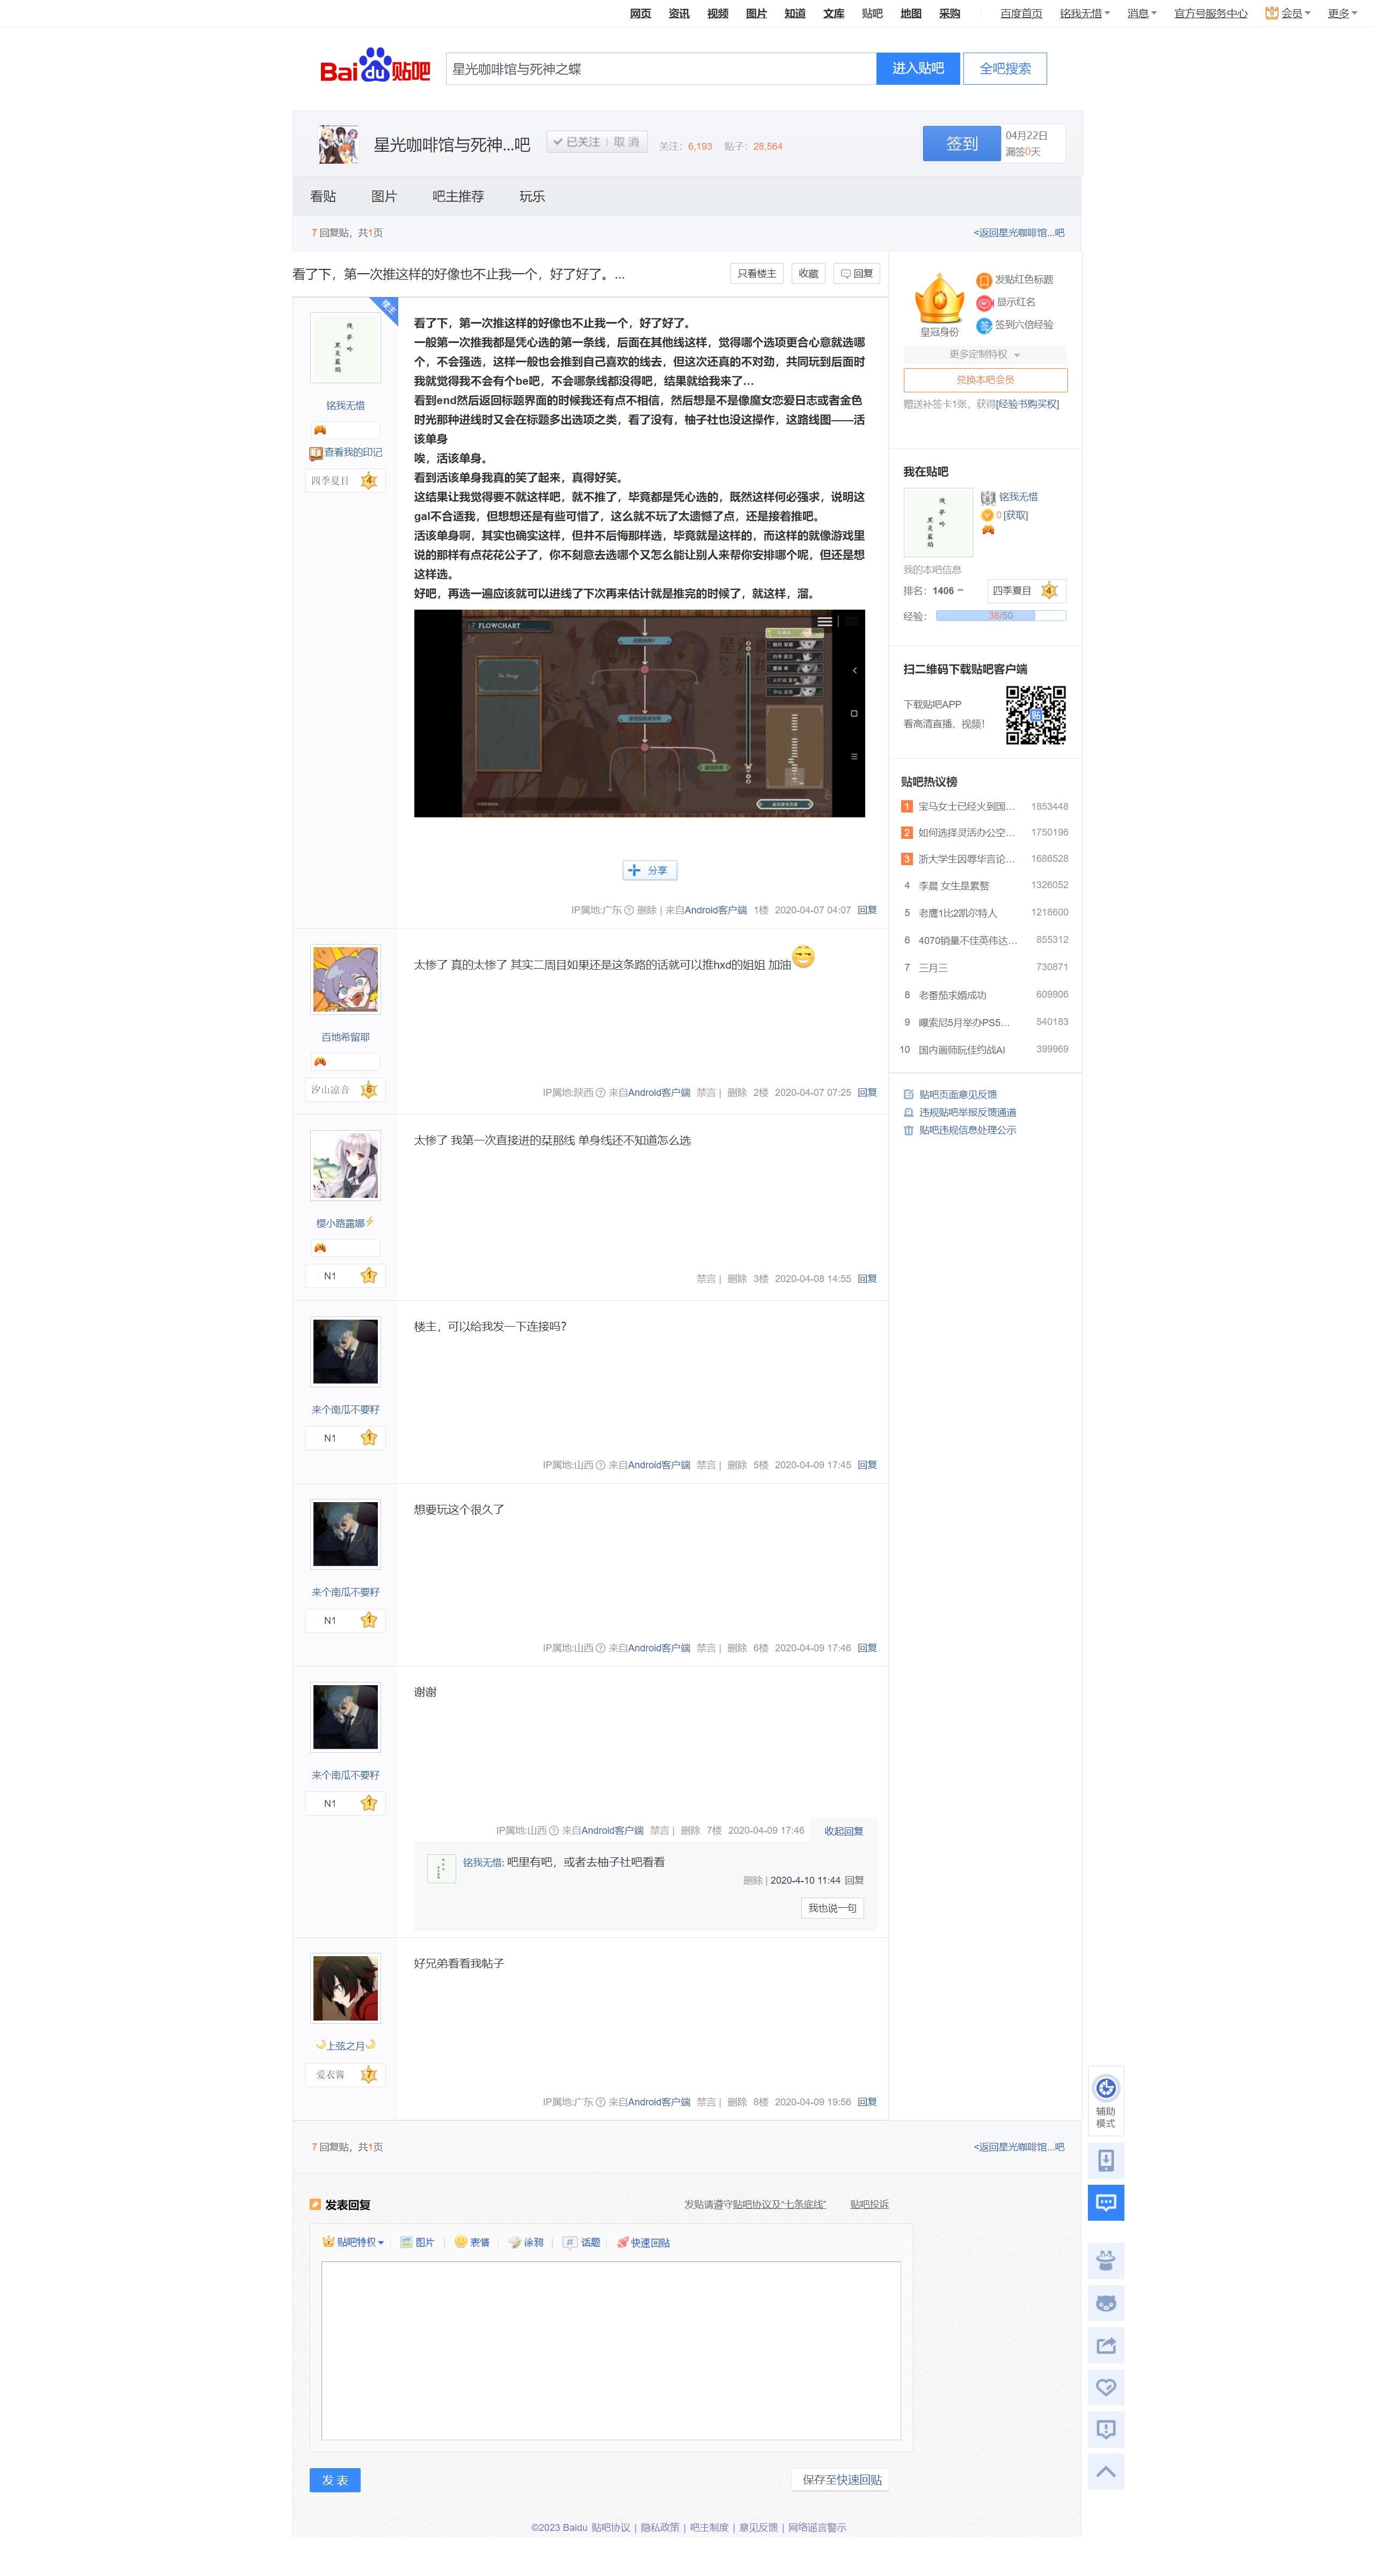 网页 资讯 视频 图片 知道 文库 贴吧 地图 采购 百度首页 铭我无惜 消息 官方号服务中心 会员 更多
Bai du 贴吧 星光咖啡馆与死神之蝶 进入贴吧 全吧搜索
星光咖啡馆与死神...吧 已关注 取消 关注：6,193 贴子：28,564 签到 04月22日
漏签0天
看贴 图片 吧主推荐 玩乐
7 回复贴，共1页 <返回星光咖啡馆...吧
看了下，第一次推这样的好像也不止我一个，好了好了。... 只看楼主 收藏 回复
楼主
看了下，第一次推这样的好像也不止我一个，好了好了。
一般第一次推我都是凭心选的第一条线，后面在其他线这样，觉得哪个选项更合心意就选哪
个，不会强选，这样一般也会推到自己喜欢的线去，但这次还真的不对劲，共同玩到后面时
我就觉得我不会有个be吧，不会哪条线都没得吧，结果就给我来了...
看到end然后返回标题界面的时候我还有点不相信，然后想是不是像魔女恋爱日志或者金色
时光那种进线时又会在标题多出选项之类，看了没有，柚子社也没这操作，这路线图——活
该单身
唉，活该单身。
看到活该单身我真的笑了起来，真得好笑。
这结果让我觉得要不就这样吧，就不推了，毕竟都是凭心选的，既然这样何必强求，说明这
gal不合适我，但想想还是有些可惜了，这么就不玩了太遗憾了点，还是接着推吧。
活该单身啊，其实也确实这样，但并不后悔那样选，毕竟就是这样的，而这样的就像游戏里
说的那样有点花花公子了，你不刻意去选哪个又怎么能让别人来帮你安排哪个呢，但还是想
这样选。
好吧，再选一遍应该就可以进线了下次再来估计就是推完的时候了，就这样，溜。
铭我无惜
查看我的印记
四季夏目 4
FLOWCHART
No Image
分享
IP属地:广东 删除 | 来自Android客户端 1楼 2020-04-07 04:07 回复
太惨了 真的太惨了 其实二周目如果还是这条路的话就可以推hxd的姐姐 加油
百地希留耶
汐山凉音 6
IP属地:陕西 来自Android客户端 禁言 | 删除 2楼 2020-04-07 07:25 回复
太惨了 我第一次直接进的栞那线 单身线还不知道怎么选
樱小路露娜⚡
N1 1
禁言 | 删除 3楼 2020-04-08 14:55 回复
楼主，可以给我发一下连接吗？
来个南瓜不要籽
N1 1
IP属地:山西 来自Android客户端 禁言 | 删除 5楼 2020-04-09 17:45 回复
想要玩这个很久了
来个南瓜不要籽
N1 1
IP属地:山西 来自Android客户端 禁言 | 删除 6楼 2020-04-09 17:46 回复
谢谢
来个南瓜不要籽
N1 1
IP属地:山西 来自Android客户端 禁言 | 删除 7楼 2020-04-09 17:46 收起回复
铭我无惜: 吧里有吧，或者去柚子社吧看看
删除 | 2020-4-10 11:44 回复
我也说一句
好兄弟看看我帖子
🌙上弦之月🌙
爱衣酱 7
IP属地:广东 来自Android客户端 禁言 | 删除 8楼 2020-04-09 19:56 回复
皇冠身份
发贴红色标题
显示红名
签到六倍经验
更多定制特权
兑换本吧会员
赠送补签卡1张，获得[经验书购买权]
我在贴吧
铭我无惜
0 [获取]
我的本吧信息
排名：1406 四季夏目 4
经验： 38/50
扫二维码下载贴吧客户端
下载贴吧APP
看高清直播、视频！
贴吧热议榜
1 宝马女士已经火到国... 1853448
2 如何选择灵活办公空... 1750196
3 浙大学生因辱华言论... 1686528
4 李晨 女生是累赘 1326052
5 老鹰1比2凯尔特人 1218600
6 4070销量不佳英伟达... 855312
7 三月三 730871
8 老番茄求婚成功 609906
9 曝索尼5月举办PS5... 540183
10 国内画师阮佳约战AI 399969
贴吧页面意见反馈
违规贴吧举报反馈通道
贴吧违规信息处理公示
辅助
模式
7 回复贴，共1页 <返回星光咖啡馆...吧
发表回复 发贴请遵守贴吧协议及“七条底线” 贴吧投诉
贴吧特权 图片 表情 涂鸦 话题 快速回贴
发 表 保存至快速回贴
©2023 Baidu 贴吧协议 | 隐私政策 | 吧主制度 | 意见反馈 | 网络谣言警示